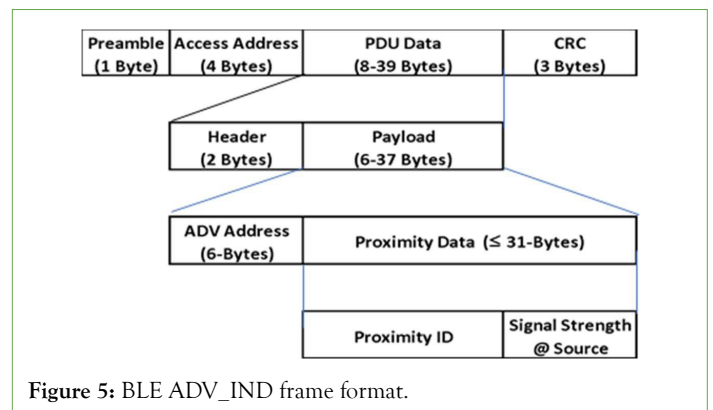 Preamble Access Address PDU Data CRC
(1 Byte) (4 Bytes) (8-39 Bytes) (3 Bytes)
Header Payload
(2 Bytes) (6-37 Bytes)
ADV Address
(6-Bytes)
Proximity Data (≤ 31-Bytes)
Proximity ID
Signal Strength
@ Source
Figure 5: BLE ADV_IND frame format.